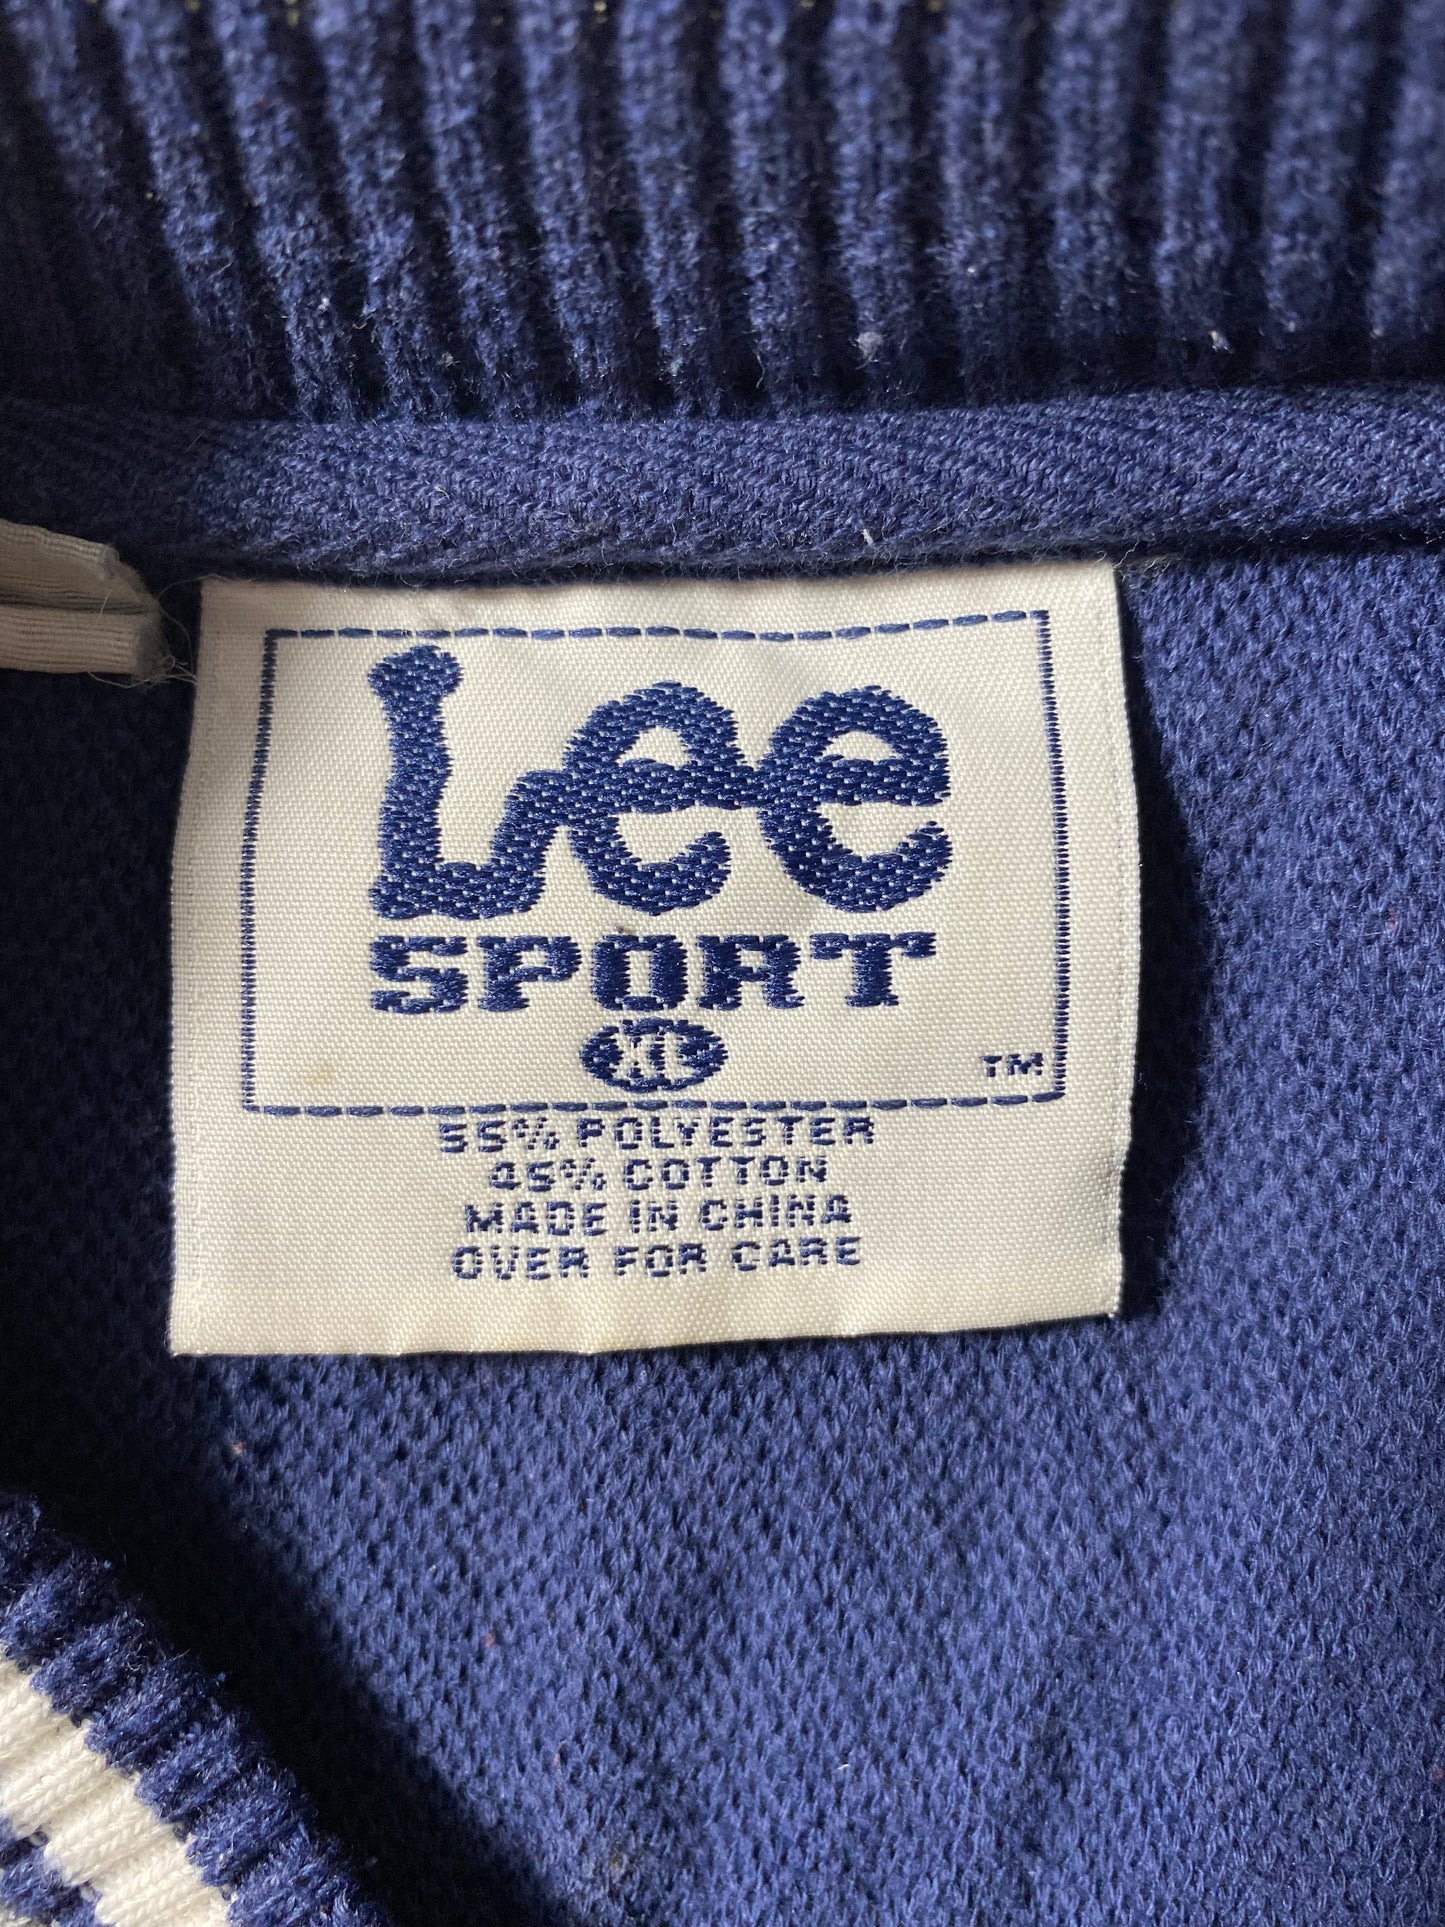 Lee
SPORT
XL
TM
55% POLYESTER
45% COTTON
MADE IN CHINA
OVER FOR CARE